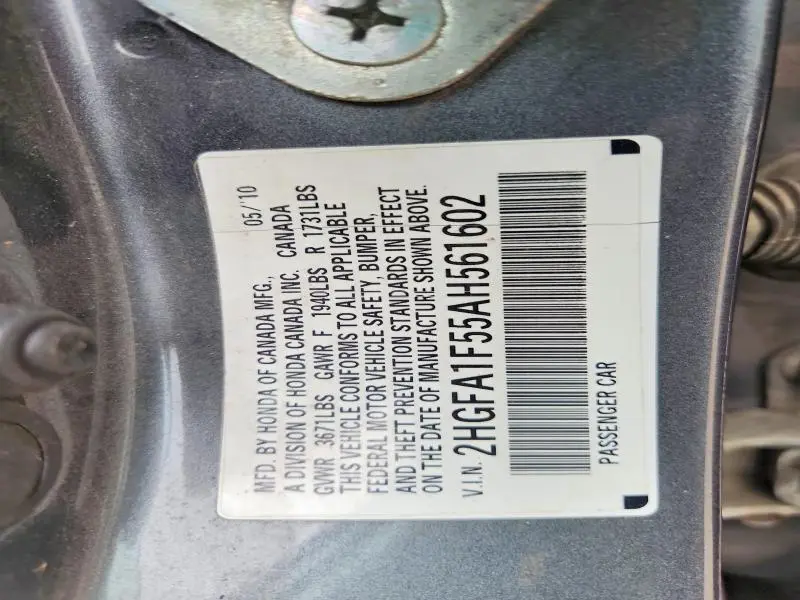 MFD. BY HONDA OF CANADA MFG., 05/'10
A DIVISION OF HONDA CANADA INC. CANADA
GVWR 3671LBS GAWR F 1940LBS R 1731LBS
THIS VEHICLE CONFORMS TO ALL APPLICABLE
FEDERAL MOTOR VEHICLE SAFETY, BUMPER,
AND THEFT PREVENTION STANDARDS IN EFFECT
ON THE DATE OF MANUFACTURE SHOWN ABOVE.
V.I.N. 2HGFA1F55AH561602
PASSENGER CAR